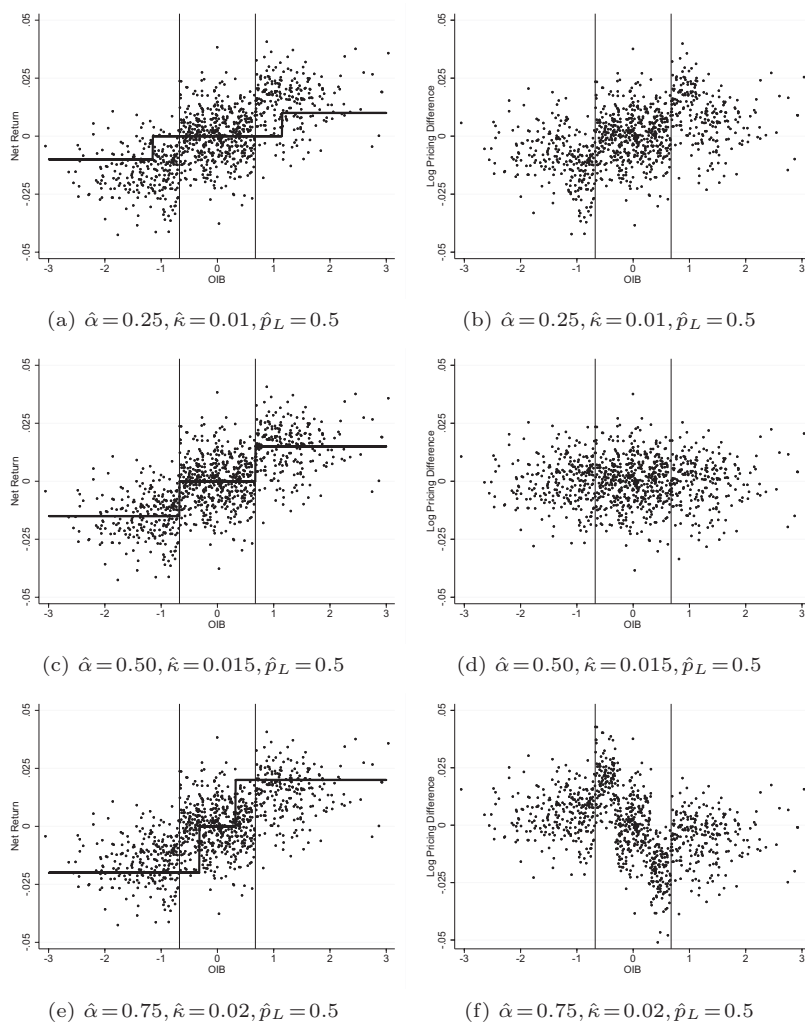 .05
.025
0
-.025
-.05
Net Return
-3 -2 -1 0 1 2 3
OIB
(a) α̂=0.25, κ̂=0.01, p̂_L=0.5
.05
.025
0
-.025
-.05
Log Pricing Difference
-3 -2 -1 0 1 2 3
OIB
(b) α̂=0.25, κ̂=0.01, p̂_L=0.5
.05
.025
0
-.025
-.05
Net Return
-3 -2 -1 0 1 2 3
OIB
(c) α̂=0.50, κ̂=0.015, p̂_L=0.5
.05
.025
0
-.025
-.05
Log Pricing Difference
-3 -2 -1 0 1 2 3
OIB
(d) α̂=0.50, κ̂=0.015, p̂_L=0.5
.05
.025
0
-.025
-.05
Net Return
-3 -2 -1 0 1 2 3
OIB
(e) α̂=0.75, κ̂=0.02, p̂_L=0.5
.05
.025
0
-.025
-.05
Log Pricing Difference
-3 -2 -1 0 1 2 3
OIB
(f) α̂=0.75, κ̂=0.02, p̂_L=0.5